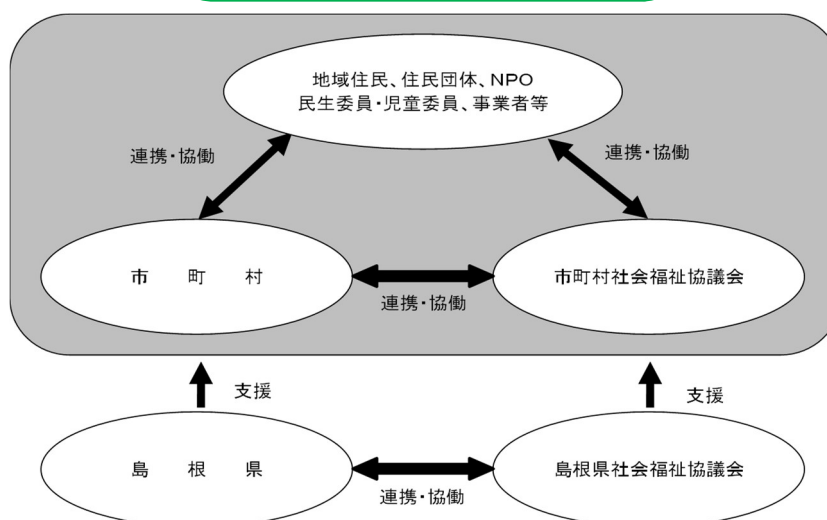 地域住民、住民団体、NPO
民生委員・児童委員、事業者等
連携・協働
連携・協働
市　町　村
連携・協働
市町村社会福祉協議会
支援
支援
島　根　県
連携・協働
島根県社会福祉協議会